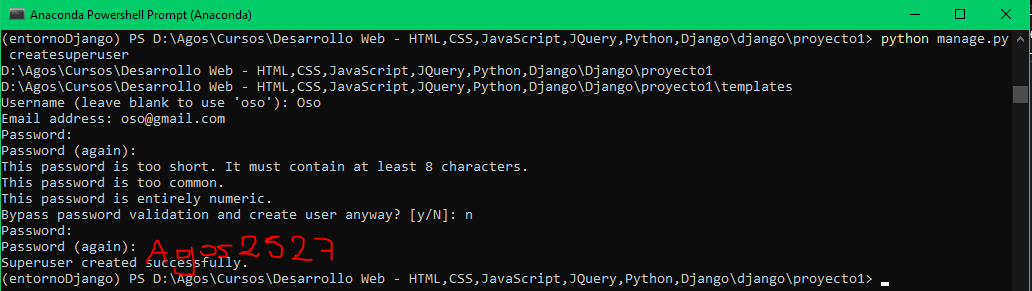 Anaconda Powershell Prompt (Anaconda)
(entornoDjango) PS D:\Agos\Cursos\Desarrollo Web - HTML,CSS,JavaScript,JQuery,Python,Django\django\proyecto1> python manage.py
 createsuperuser
D:\Agos\Cursos\Desarrollo Web - HTML,CSS,JavaScript,JQuery,Python,Django\Django\proyecto1
D:\Agos\Cursos\Desarrollo Web - HTML,CSS,JavaScript,JQuery,Python,Django\Django\proyecto1\templates
Username (leave blank to use 'oso'): Oso
Email address: oso@gmail.com
Password:
Password (again):
This password is too short. It must contain at least 8 characters.
This password is too common.
This password is entirely numeric.
Bypass password validation and create user anyway? [y/N]: n
Password:
Password (again): Agos2527
Superuser created successfully.
(entornoDjango) PS D:\Agos\Cursos\Desarrollo Web - HTML,CSS,JavaScript,JQuery,Python,Django\django\proyecto1>